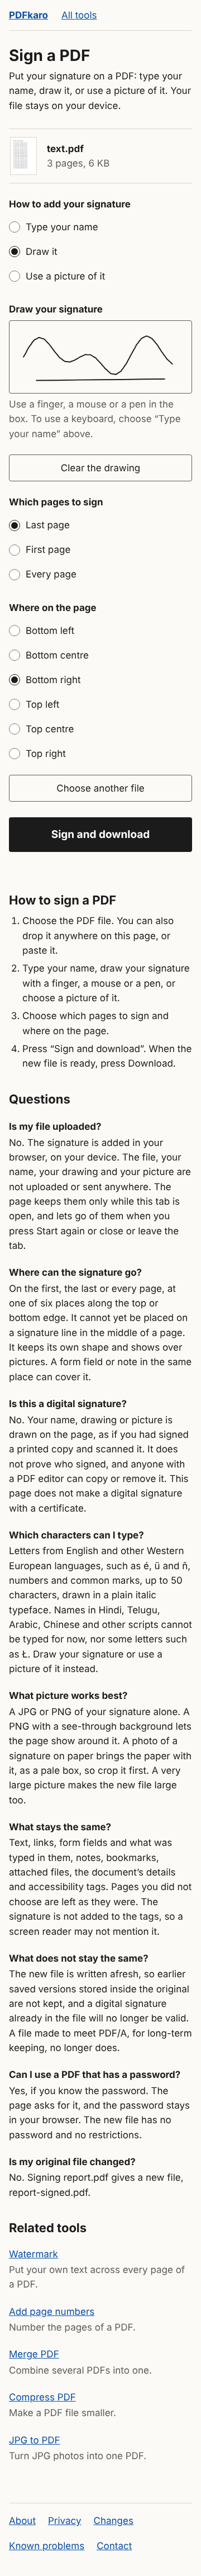 PDFkaro All tools
Sign a PDF
Put your signature on a PDF: type your
name, draw it, or use a picture of it. Your
file stays on your device.
text.pdf
3 pages, 6 KB
How to add your signature
Type your name
Draw it
Use a picture of it
Draw your signature
Use a finger, a mouse or a pen in the
box. To use a keyboard, choose “Type
your name” above.
Clear the drawing
Which pages to sign
Last page
First page
Every page
Where on the page
Bottom left
Bottom centre
Bottom right
Top left
Top centre
Top right
Choose another file
Sign and download
How to sign a PDF
1. Choose the PDF file. You can also
drop it anywhere on this page, or
paste it.
2. Type your name, draw your signature
with a finger, a mouse or a pen, or
choose a picture of it.
3. Choose which pages to sign and
where on the page.
4. Press “Sign and download”. When the
new file is ready, press Download.
Questions
Is my file uploaded?
No. The signature is added in your
browser, on your device. The file, your
name, your drawing and your picture are
not uploaded or sent anywhere. The
page keeps them only while this tab is
open, and lets go of them when you
press Start again or close or leave the
tab.
Where can the signature go?
On the first, the last or every page, at
one of six places along the top or
bottom edge. It cannot yet be placed on
a signature line in the middle of a page.
It keeps its own shape and shows over
pictures. A form field or note in the same
place can cover it.
Is this a digital signature?
No. Your name, drawing or picture is
drawn on the page, as if you had signed
a printed copy and scanned it. It does
not prove who signed, and anyone with
a PDF editor can copy or remove it. This
page does not make a digital signature
with a certificate.
Which characters can I type?
Letters from English and other Western
European languages, such as é, ü and ñ,
numbers and common marks, up to 50
characters, drawn in a plain italic
typeface. Names in Hindi, Telugu,
Arabic, Chinese and other scripts cannot
be typed for now, nor some letters such
as Ł. Draw your signature or use a
picture of it instead.
What picture works best?
A JPG or PNG of your signature alone. A
PNG with a see-through background lets
the page show around it. A photo of a
signature on paper brings the paper with
it, as a pale box, so crop it first. A very
large picture makes the new file large
too.
What stays the same?
Text, links, form fields and what was
typed in them, notes, bookmarks,
attached files, the document’s details
and accessibility tags. Pages you did not
choose are left as they were. The
signature is not added to the tags, so a
screen reader may not mention it.
What does not stay the same?
The new file is written afresh, so earlier
saved versions stored inside the original
are not kept, and a digital signature
already in the file will no longer be valid.
A file made to meet PDF/A, for long-term
keeping, no longer does.
Can I use a PDF that has a password?
Yes, if you know the password. The
page asks for it, and the password stays
in your browser. The new file has no
password and no restrictions.
Is my original file changed?
No. Signing report.pdf gives a new file,
report-signed.pdf.
Related tools
Watermark
Put your own text across every page of
a PDF.
Add page numbers
Number the pages of a PDF.
Merge PDF
Combine several PDFs into one.
Compress PDF
Make a PDF file smaller.
JPG to PDF
Turn JPG photos into one PDF.
About Privacy Changes
Known problems Contact